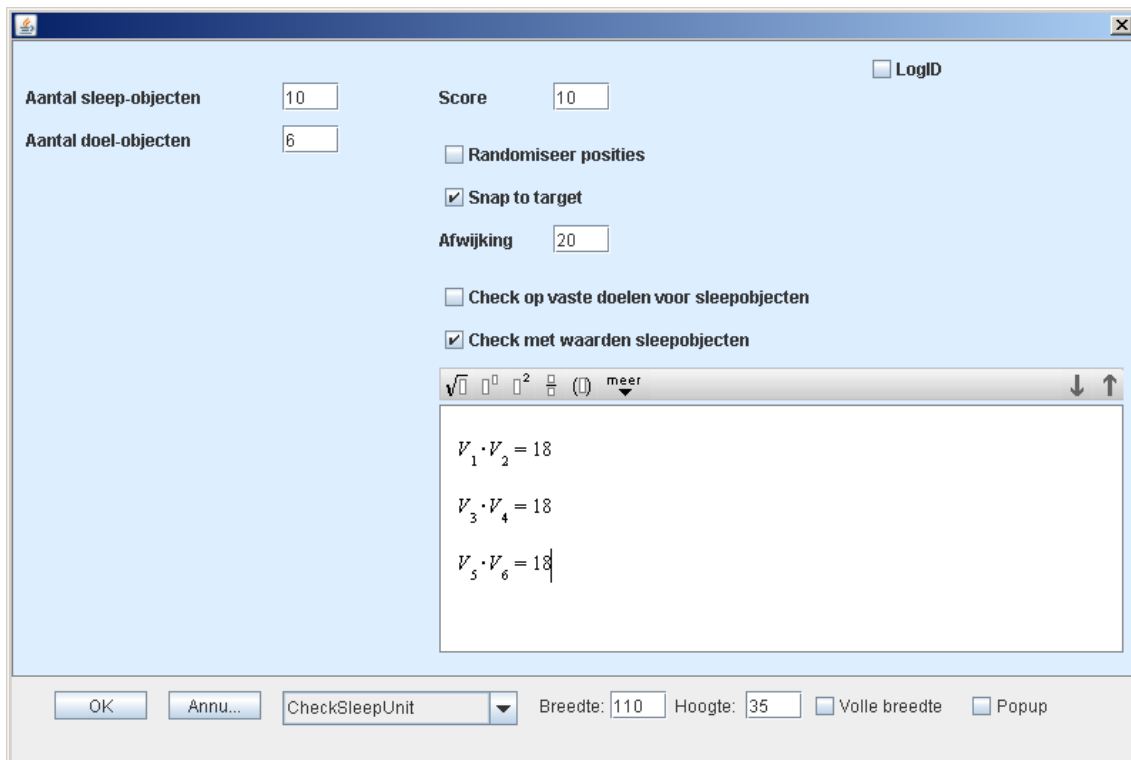 LogID
Aantal sleep-objecten 10 Score 10
Aantal doel-objecten 6
Randomiseer posities
Snap to target
Afwijking 20
Check op vaste doelen voor sleepobjecten
Check met waarden sleepobjecten
√▯ ▯▯ ▯² ▯/▯ (▯) meer ↓ ↑
V₁·V₂ = 18
V₃·V₄ = 18
V₅·V₆ = 18
OK Annu... CheckSleepUnit Breedte: 110 Hoogte: 35 Volle breedte Popup